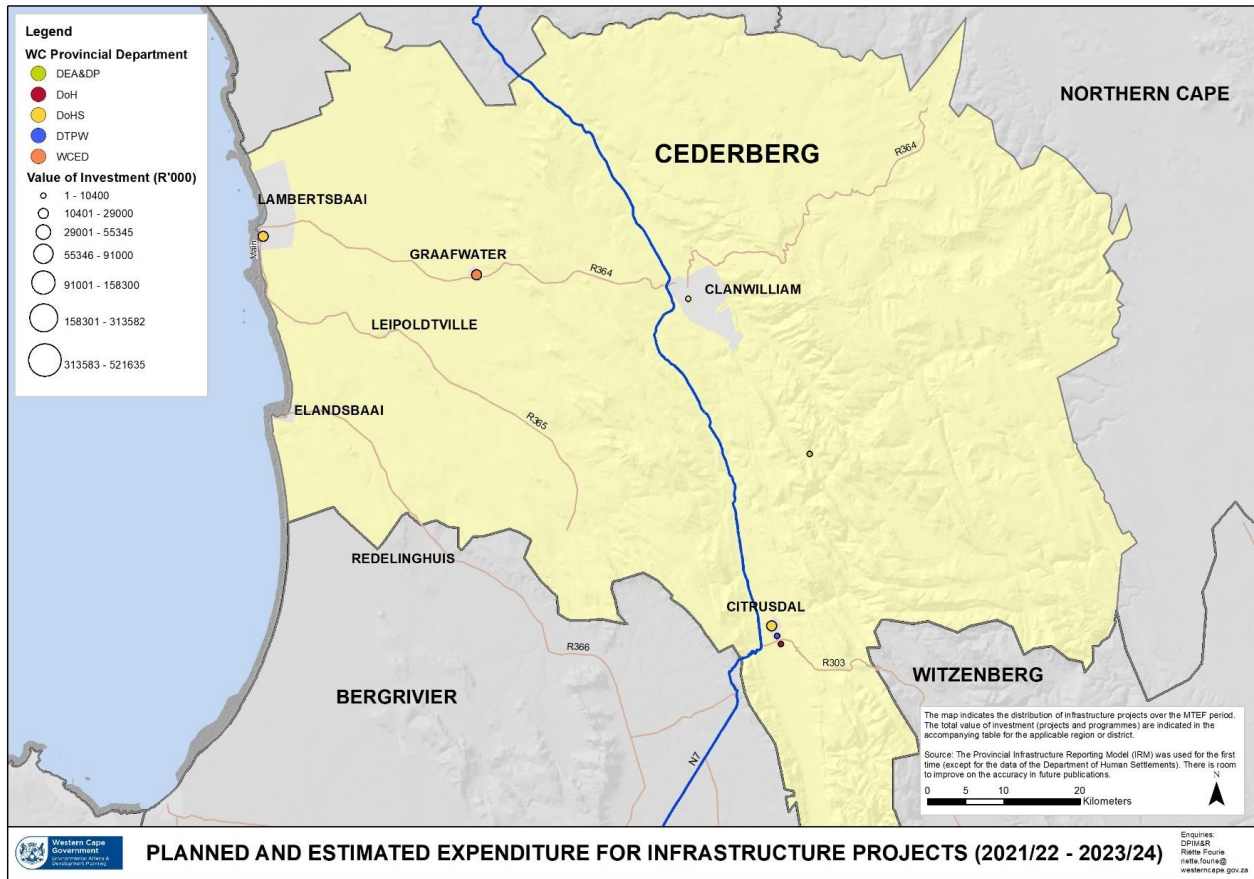 Legend
WC Provincial Department
DEA&DP
DoH
DoHS
DTPW
WCED
Value of Investment (R'000)
1 - 10400
10401 - 29000
29001 - 55345
55346 - 91000
91001 - 158300
158301 - 313582
313583 - 521635
NORTHERN CAPE
CEDERBERG
R364
LAMBERTSBAAI
Main
GRAAFWATER
R364
CLANWILLIAM
LEIPOLDTVILLE
ELANDSBAAI
R365
REDELINGHUIS
CITRUSDAL
R366
R303
WITZENBERG
BERGRIVIER
N7
The map indicates the distribution of infrastructure projects over the MTEF period.
The total value of investment (projects and programmes) are indicated in the
accompanying table for the applicable region or district.
Source: The Provincial Infrastructure Reporting Model (IRM) was used for the first
time (except for the data of the Department of Human Settlements). There is room
to improve on the accuracy in future publications.
N
0 5 10 20
Kilometers
Western Cape
Government
Environmental Affairs &
Development Planning
PLANNED AND ESTIMATED EXPENDITURE FOR INFRASTRUCTURE PROJECTS (2021/22 - 2023/24)
Enquiries:
DPIM&R
Riëtte Fourie
riette.fourie@
westerncape.gov.za